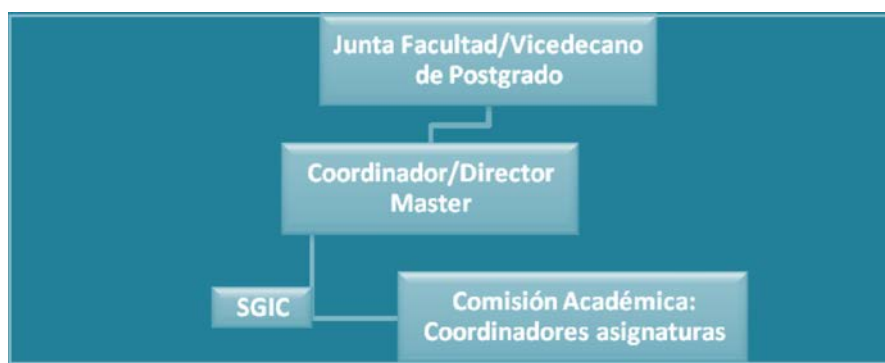 Junta Facultad/Vicedecano
de Postgrado
Coordinador/Director
Master
SGIC
Comisión Académica:
Coordinadores asignaturas